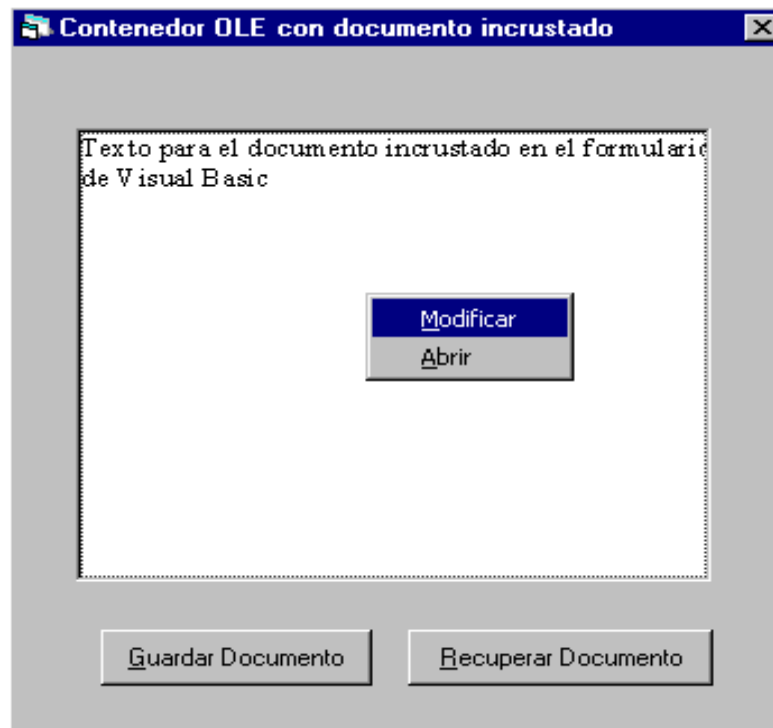 Contenedor OLE con documento incrustado
Texto para el documento incrustado en el formulario
de Visual Basic
Modificar
Abrir
Guardar Documento
Recuperar Documento